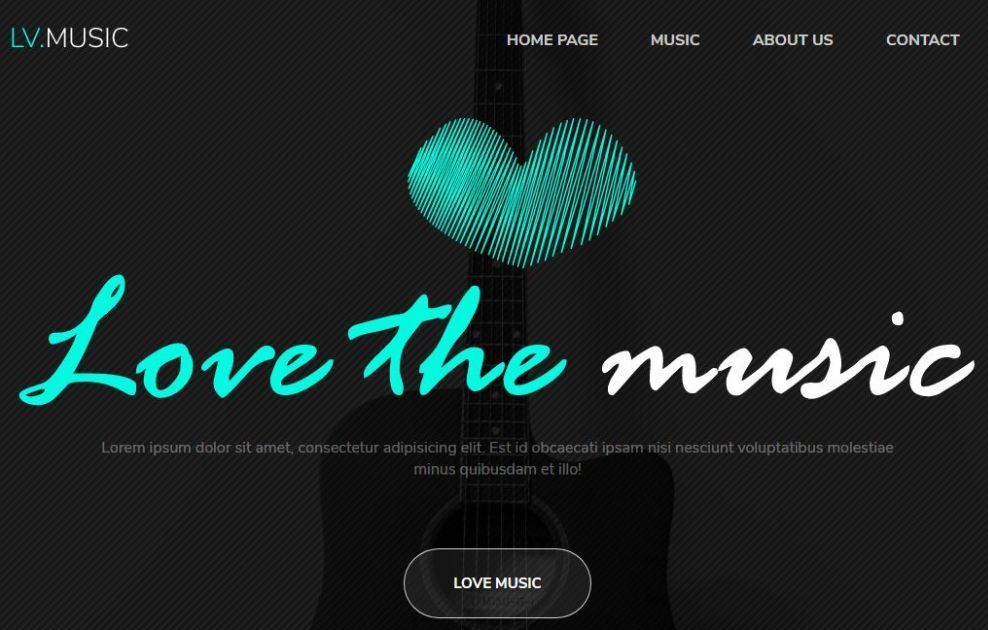 LV.MUSIC
HOME PAGE MUSIC ABOUT US CONTACT
Love the music
Lorem ipsum dolor sit amet, consectetur adipisicing elit. Est id obcaecati ipsam nisi nesciunt voluptatibus molestiae
minus quibusdam et illo!
LOVE MUSIC